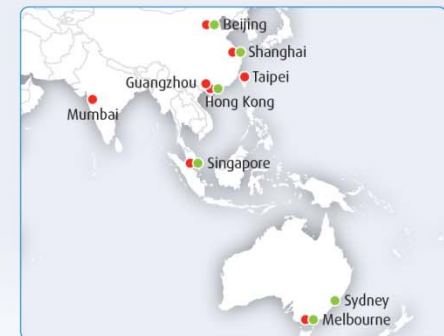 Beijing
Shanghai
Guangzhou
Taipei
Hong Kong
Mumbai
Singapore
Sydney
Melbourne